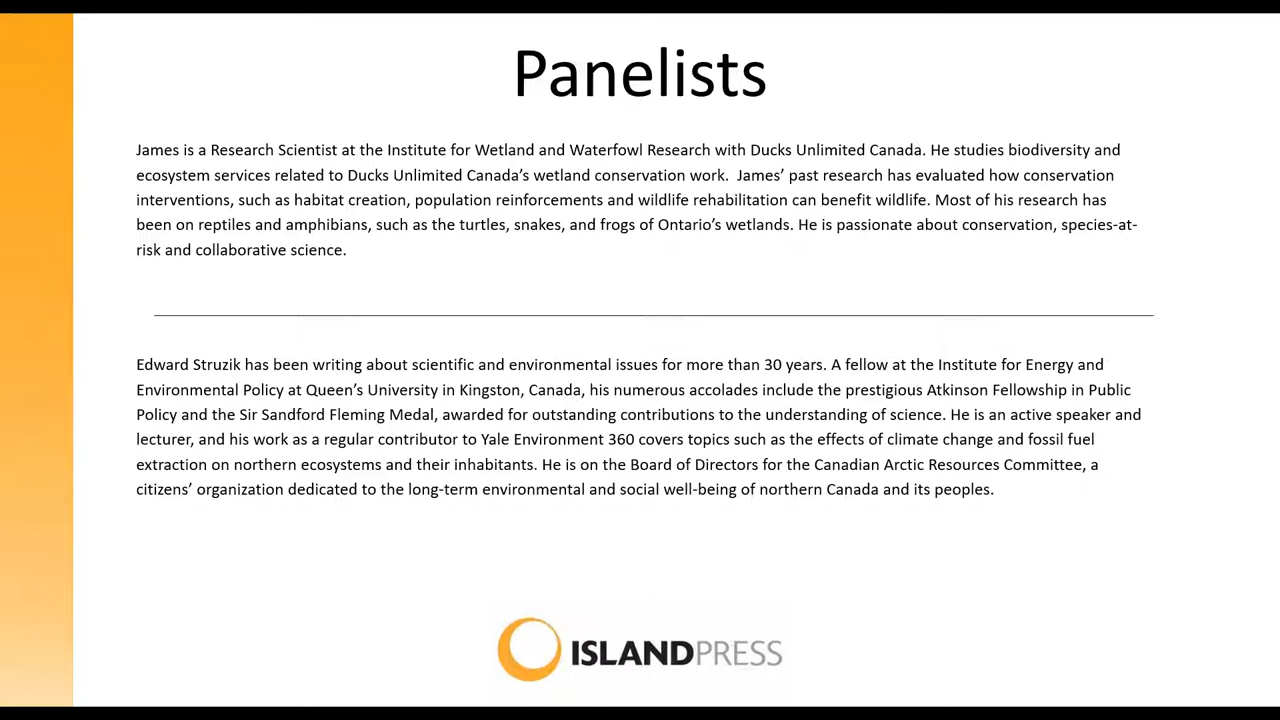 Panelists
James is a Research Scientist at the Institute for Wetland and Waterfowl Research with Ducks Unlimited Canada. He studies biodiversity and
ecosystem services related to Ducks Unlimited Canada’s wetland conservation work.  James’ past research has evaluated how conservation
interventions, such as habitat creation, population reinforcements and wildlife rehabilitation can benefit wildlife. Most of his research has
been on reptiles and amphibians, such as the turtles, snakes, and frogs of Ontario’s wetlands. He is passionate about conservation, species-at-
risk and collaborative science.
Edward Struzik has been writing about scientific and environmental issues for more than 30 years. A fellow at the Institute for Energy and
Environmental Policy at Queen’s University in Kingston, Canada, his numerous accolades include the prestigious Atkinson Fellowship in Public
Policy and the Sir Sandford Fleming Medal, awarded for outstanding contributions to the understanding of science. He is an active speaker and
lecturer, and his work as a regular contributor to Yale Environment 360 covers topics such as the effects of climate change and fossil fuel
extraction on northern ecosystems and their inhabitants. He is on the Board of Directors for the Canadian Arctic Resources Committee, a
citizens’ organization dedicated to the long-term environmental and social well-being of northern Canada and its peoples.
ISLANDPRESS